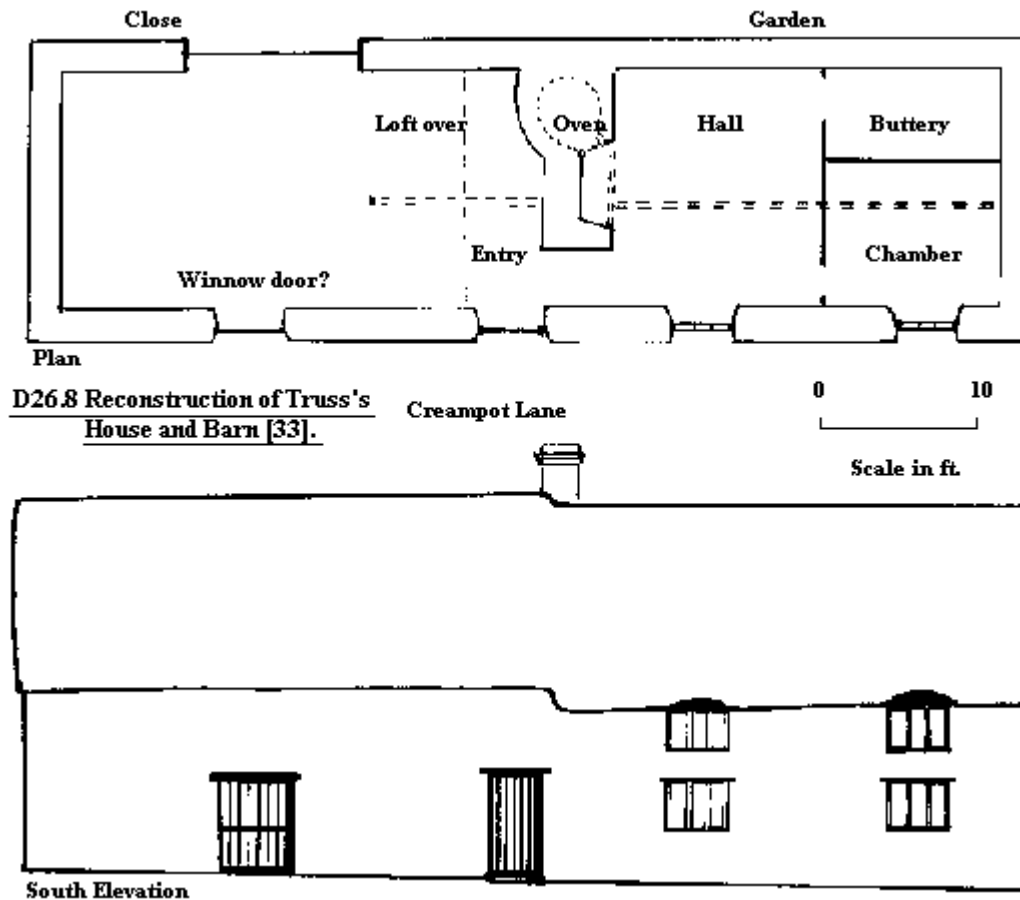 Close
Garden
Loft over
Oven
Hall
Buttery
Entry
Chamber
Winnow door?
Plan
D26.8 Reconstruction of Truss's
House and Barn [33].
Creampot Lane
0 10
Scale in ft.
South Elevation